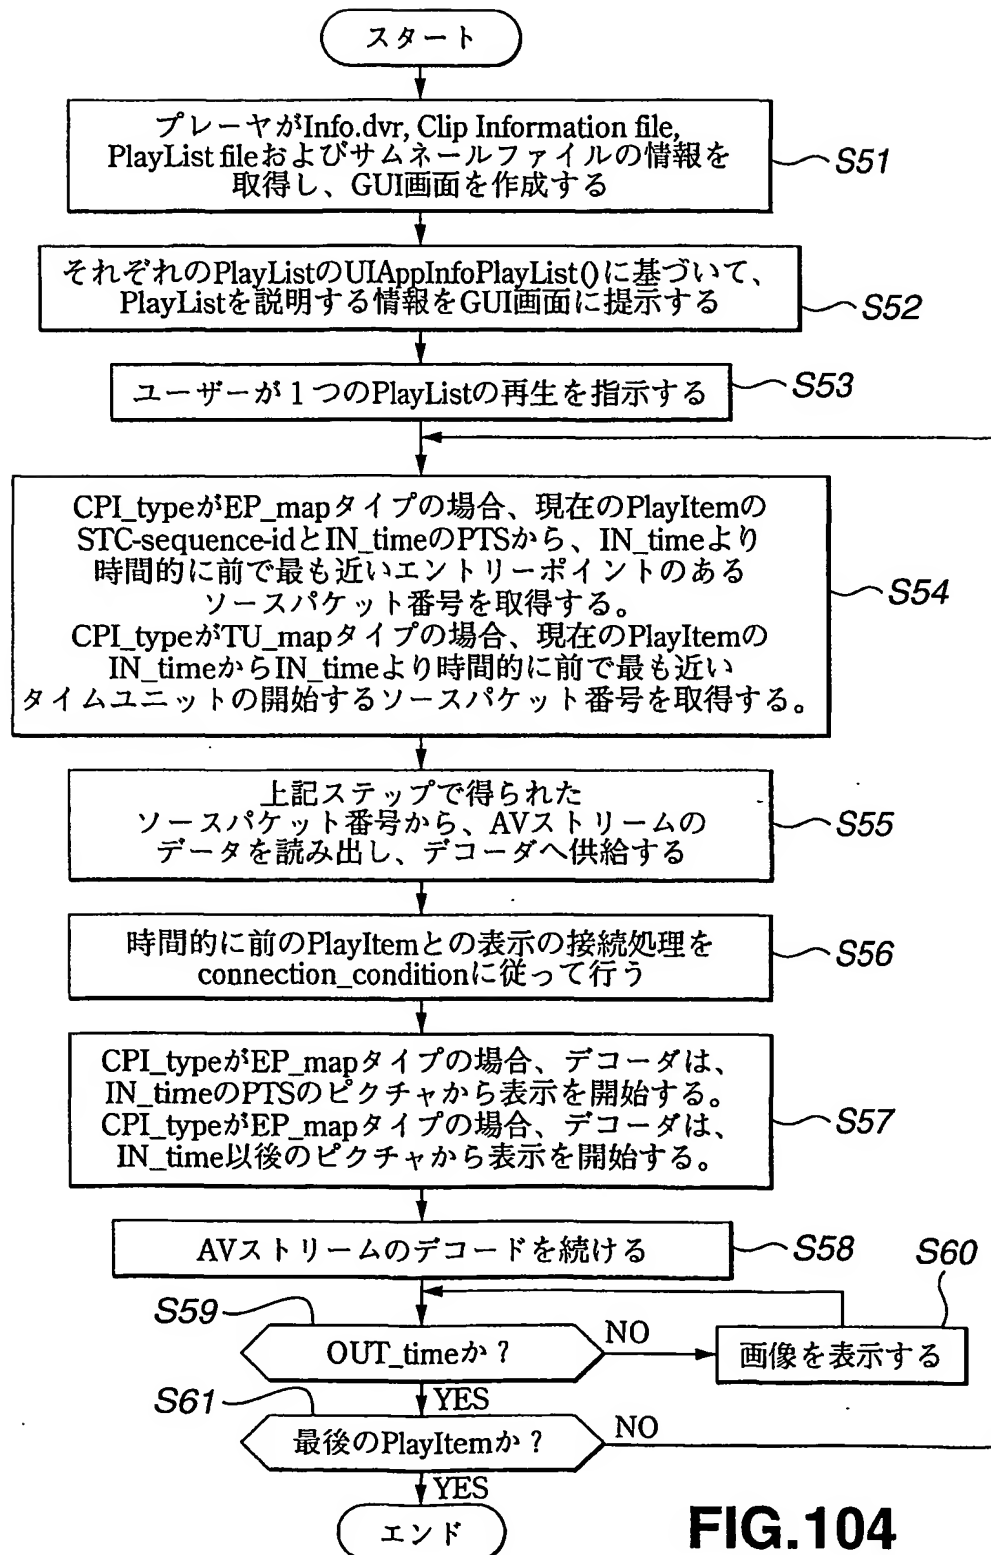 スタート
プレーヤがInfo.dvr, Clip Information file,
PlayList fileおよびサムネールファイルの情報を
取得し、GUI画面を作成する
S51
それぞれのPlayListのUIAppInfoPlayList()に基づいて、
PlayListを説明する情報をGUI画面に提示する
S52
ユーザーが1つのPlayListの再生を指示する
S53
CPI_typeがEP_mapタイプの場合、現在のPlayItemの
STC-sequence-idとIN_timeのPTSから、IN_timeより
時間的に前で最も近いエントリーポイントのある
ソースパケット番号を取得する。
CPI_typeがTU_mapタイプの場合、現在のPlayItemの
IN_timeからIN_timeより時間的に前で最も近い
タイムユニットの開始するソースパケット番号を取得する。
S54
上記ステップで得られた
ソースパケット番号から、AVストリームの
データを読み出し、デコーダへ供給する
S55
時間的に前のPlayItemとの表示の接続処理を
connection_conditionに従って行う
S56
CPI_typeがEP_mapタイプの場合、デコーダは、
IN_timeのPTSのピクチャから表示を開始する。
CPI_typeがEP_mapタイプの場合、デコーダは、
IN_time以後のピクチャから表示を開始する。
S57
AVストリームのデコードを続ける
S58
S60
S59
OUT_timeか?
NO
画像を表示する
YES
S61
最後のPlayItemか?
NO
YES
エンド
FIG.104